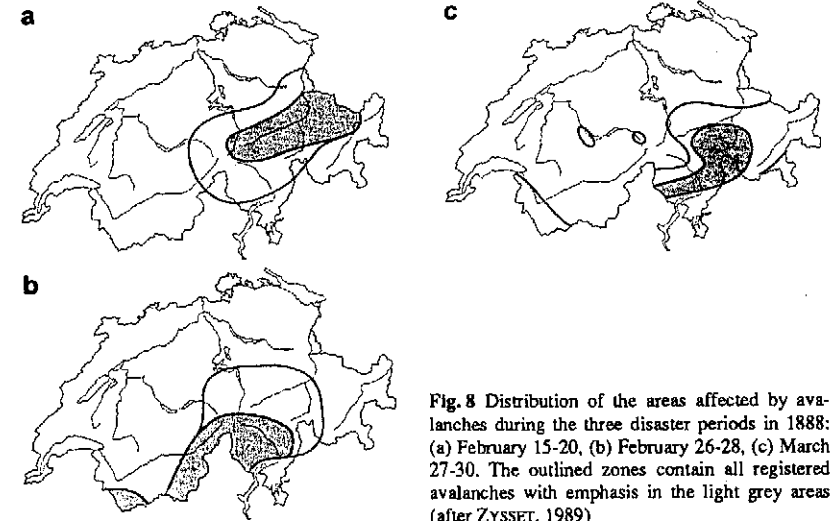 a
c
b
Fig. 8 Distribution of the areas affected by ava-
lanches during the three disaster periods in 1888:
(a) February 15-20, (b) February 26-28, (c) March
27-30. The outlined zones contain all registered
avalanches with emphasis in the light grey areas
(after ZYSSET, 1989)